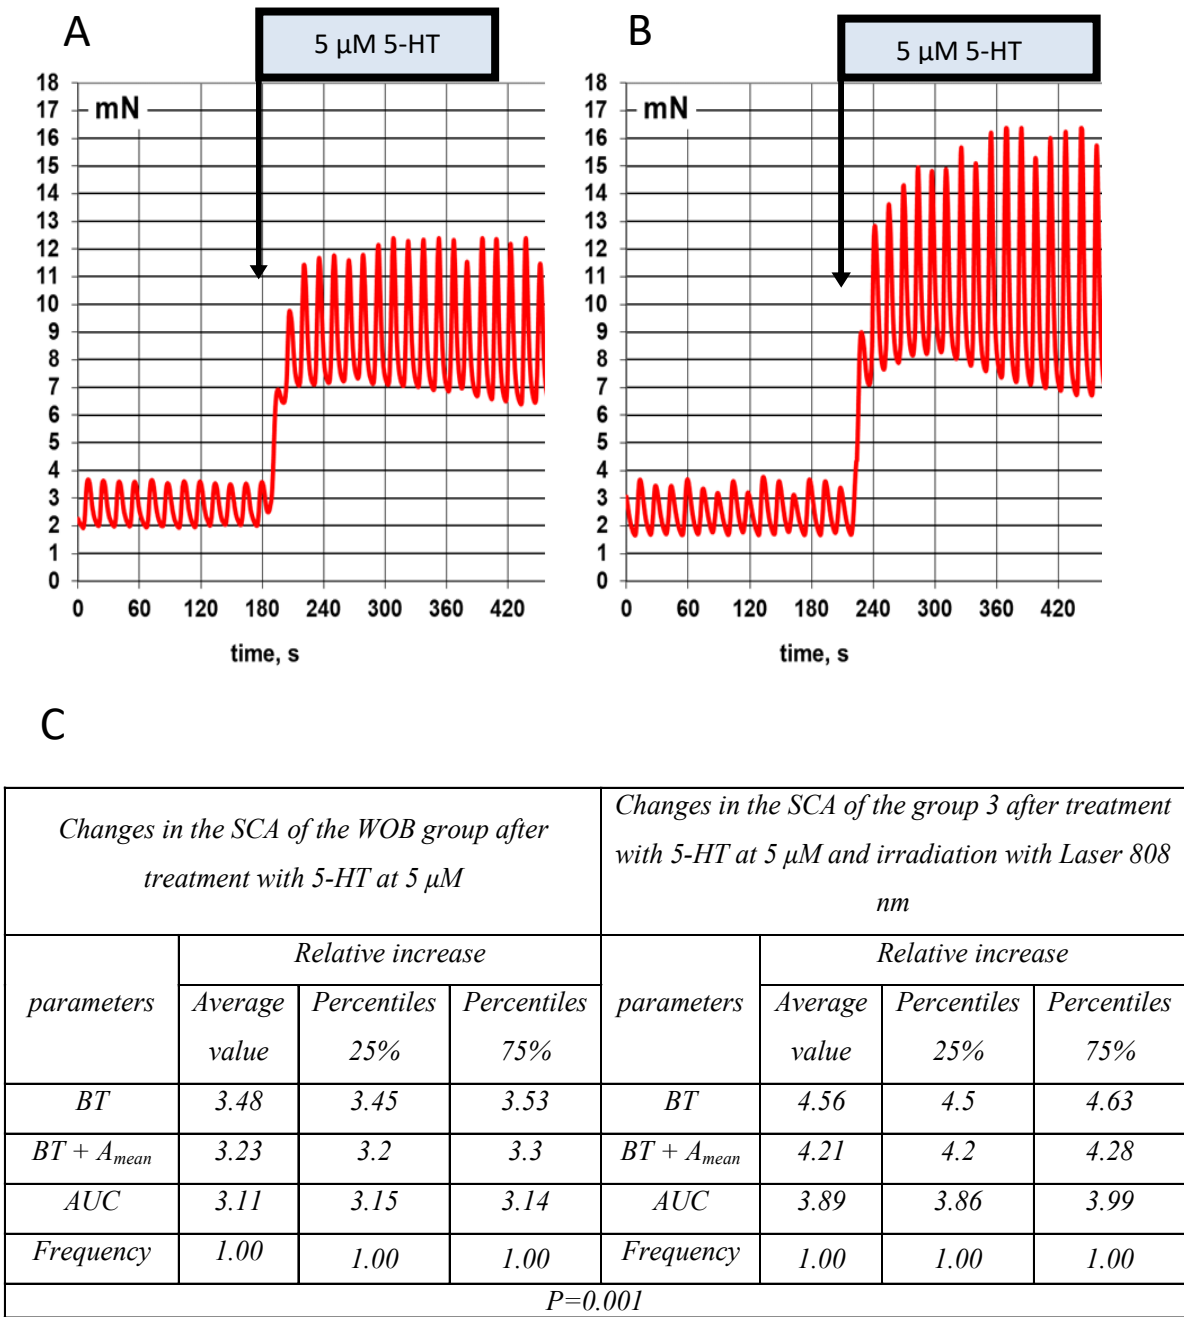 A
5 µM 5-HT
18
17
16
15
14
13
12
11
10
9
8
7
6
5
4
3
2
1
0
mN
0 60 120 180 240 300 360 420
time, s
B
5 µM 5-HT
18
17
16
15
14
13
12
11
10
9
8
7
6
5
4
3
2
1
0
mN
0 60 120 180 240 300 360 420
time, s
C
Changes in the SCA of the WOB group after
treatment with 5-HT at 5 µM
Changes in the SCA of the group 3 after treatment
with 5-HT at 5 µM and irradiation with Laser 808
nm
parameters
Relative increase
Average
value
Percentiles
25%
Percentiles
75%
parameters
Relative increase
Average
value
Percentiles
25%
Percentiles
75%
BT 3.48 3.45 3.53 BT 4.56 4.5 4.63
BT + Amean 3.23 3.2 3.3 BT + Amean 4.21 4.2 4.28
AUC 3.11 3.15 3.14 AUC 3.89 3.86 3.99
Frequency 1.00 1.00 1.00 Frequency 1.00 1.00 1.00
P=0.001